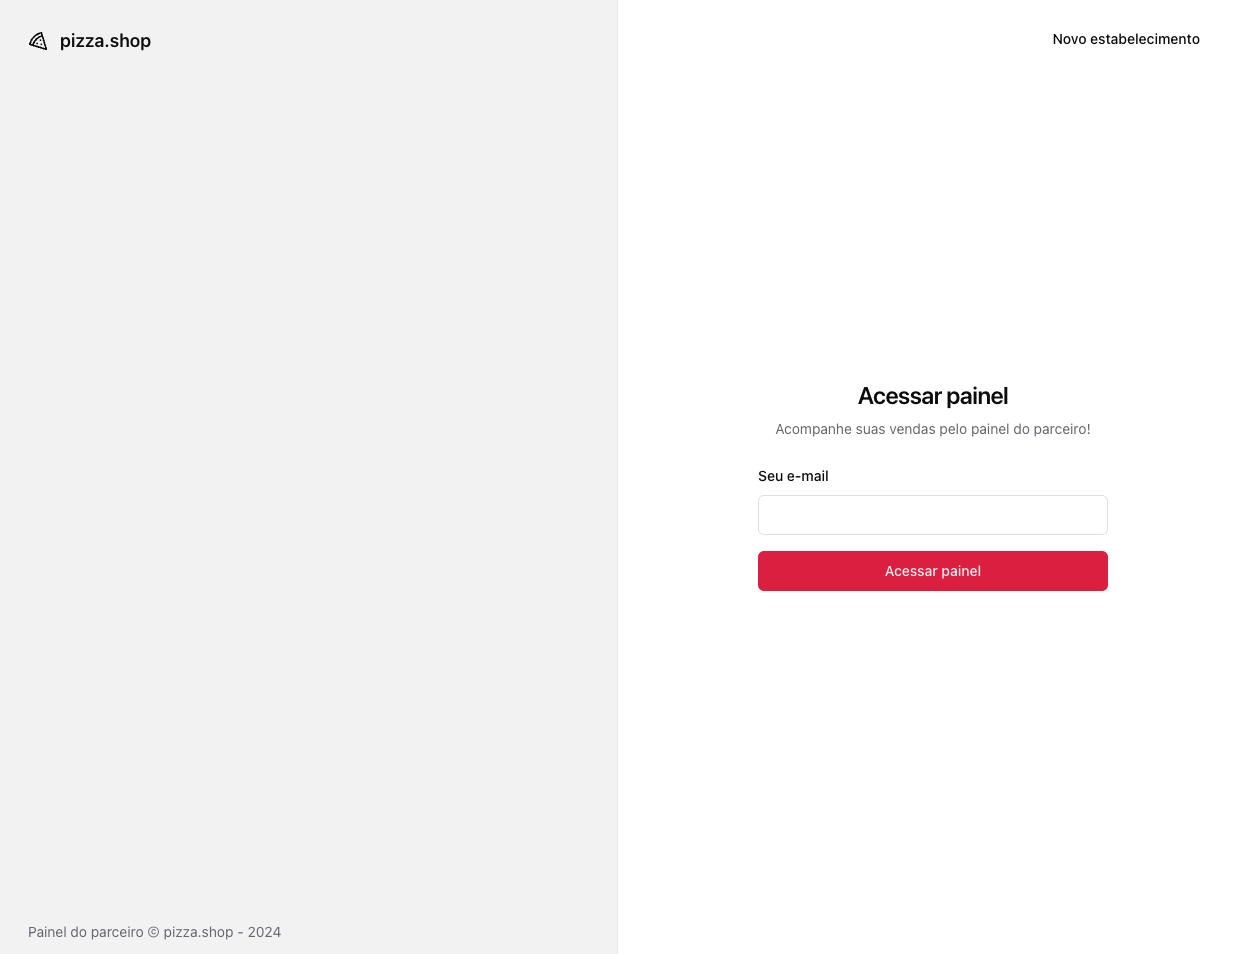 pizza.shop
Novo estabelecimento
Acessar painel
Acompanhe suas vendas pelo painel do parceiro!
Seu e-mail
Acessar painel
Painel do parceiro © pizza.shop - 2024